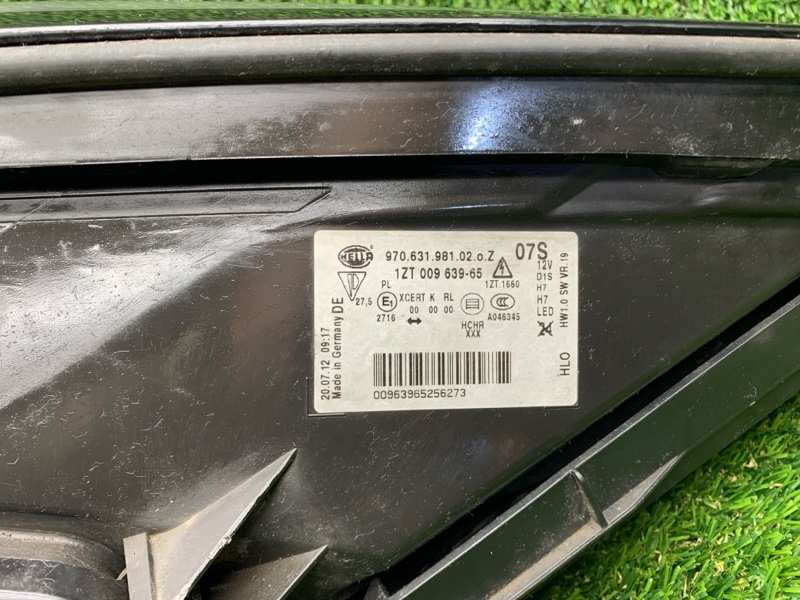 HELLA 970.631.981.02.o.Z 07S
1ZT 009 639-65
12V
D1S
H7
H7
LED
HW1.0 SW VR.19
1ZT.1660
27,5
PL
E1
2716
XCERT K RL
00 00 00
CCC
A046345
HCHR
XXX
20.07.12 09:17
Made in Germany DE
HLO
00963965256273